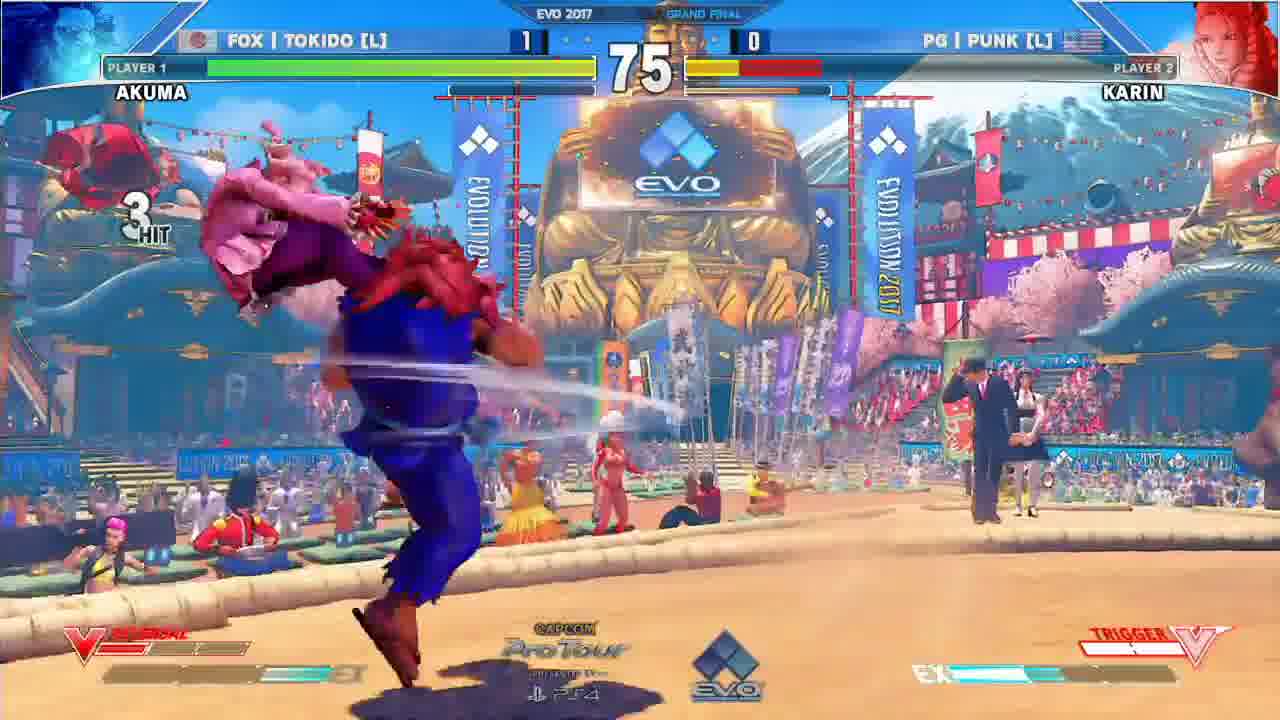 EVO 2017 GRAND FINAL
FOX | TOKIDO [L] 1 75 0 PG | PUNK [L]
PLAYER 1 PLAYER 2
AKUMA KARIN
EVO
EVOLUTION
EVOLUTION 2017
3 HIT
TRIGGER
EX
CAPCOM
Pro Tour
PS4
EVO